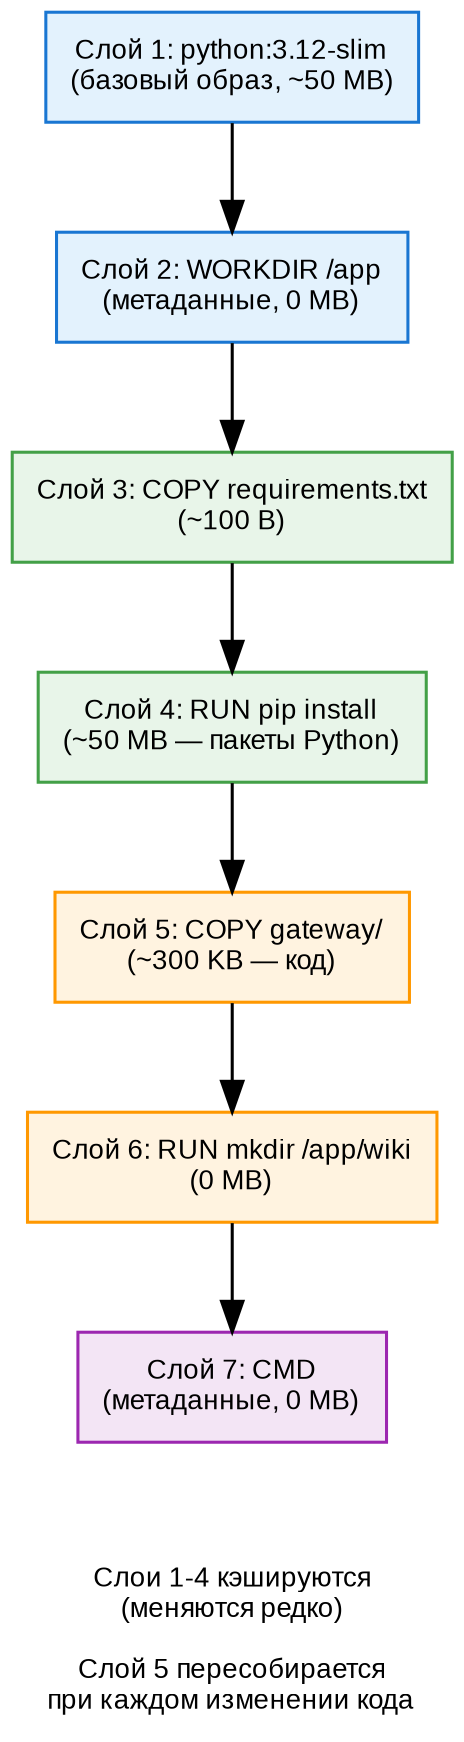 Слой 1: python:3.12-slim
(базовый образ, ~50 MB)
Слой 2: WORKDIR /app
(метаданные, 0 MB)
Слой 3: COPY requirements.txt
(~100 B)
Слой 4: RUN pip install
(~50 MB — пакеты Python)
Слой 5: COPY gateway/
(~300 KB — код)
Слой 6: RUN mkdir /app/wiki
(0 MB)
Слой 7: CMD
(метаданные, 0 MB)
Слои 1-4 кэшируются
(меняются редко)
Слой 5 пересобирается
при каждом изменении кода